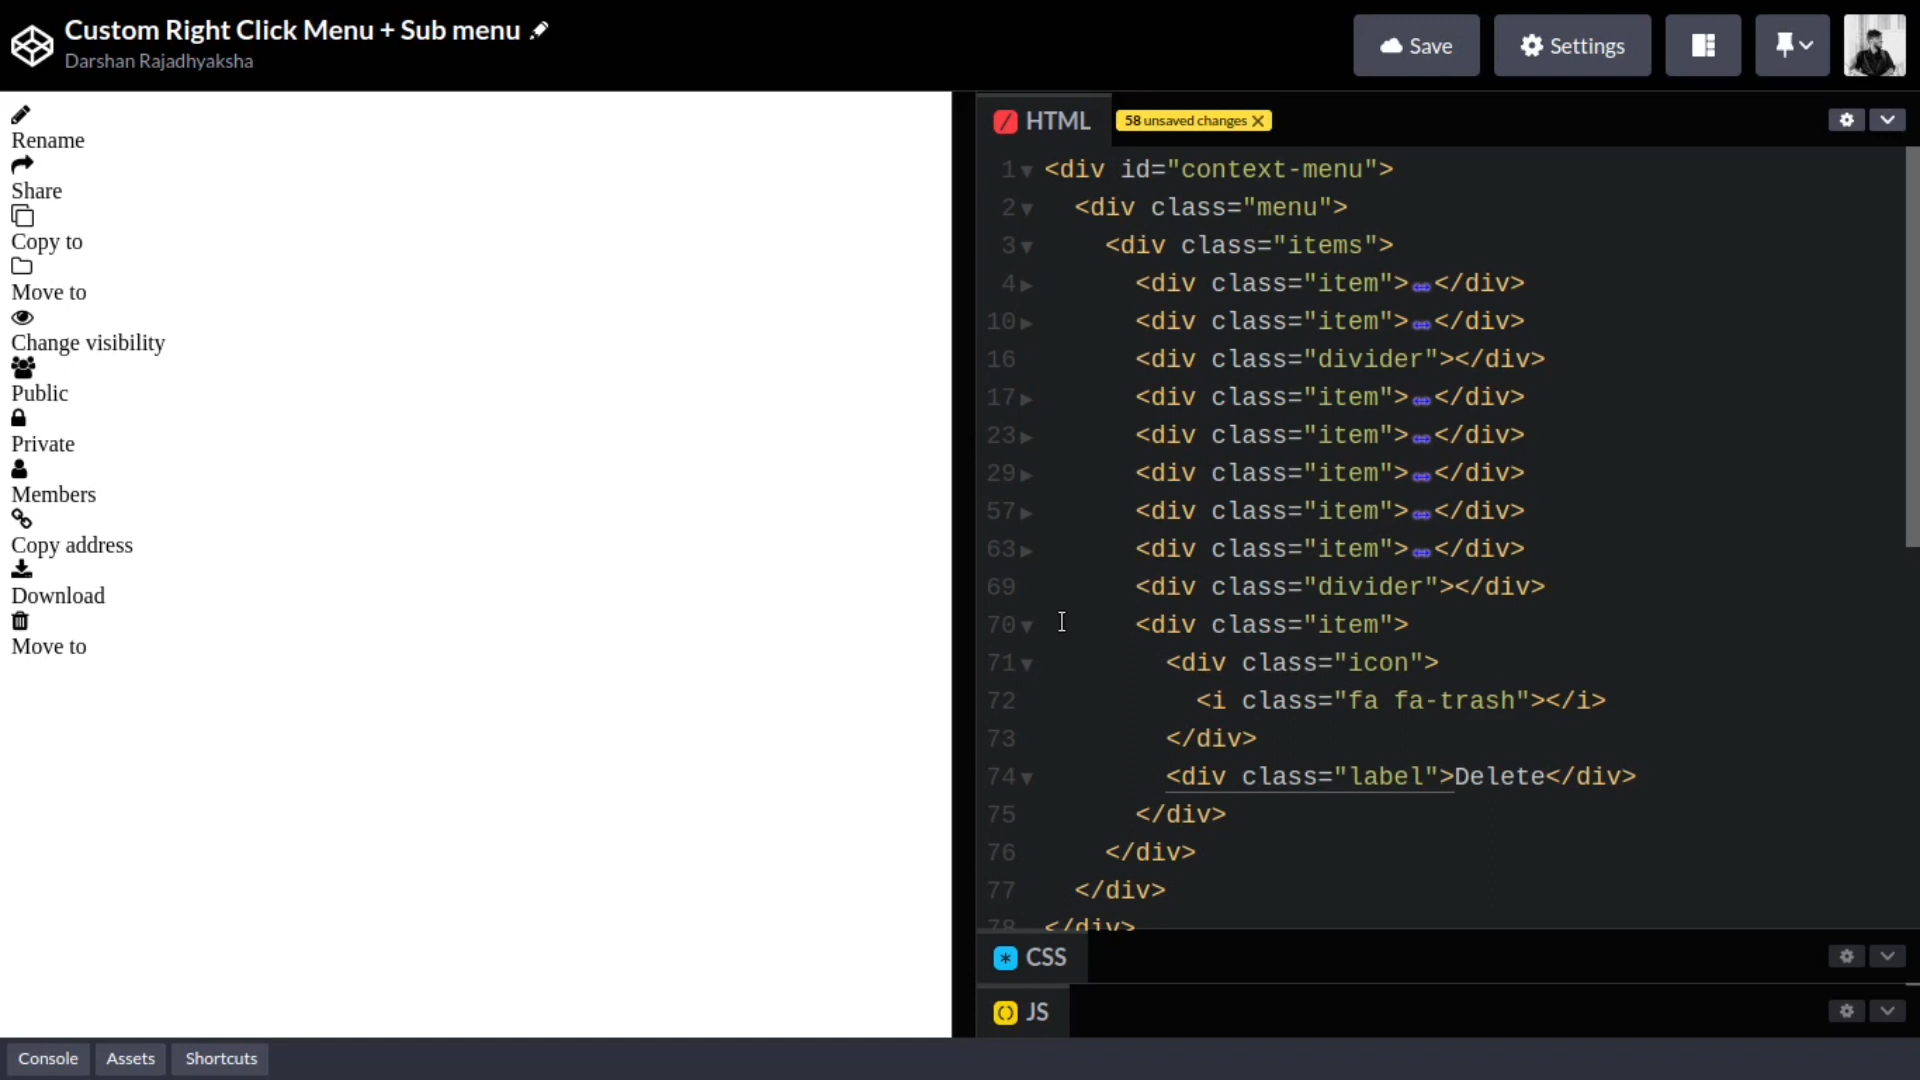 Custom Right Click Menu + Sub menu
Darshan Rajadhyaksha
Save
Settings
Rename
Share
Copy to
Move to
Change visibility
Public
Private
Members
Copy address
Download
Move to
HTML
58 unsaved changes
1 <div id="context-menu">
2 <div class="menu">
3 <div class="items">
4 <div class="item"></div>
10 <div class="item"></div>
16 <div class="divider"></div>
17 <div class="item"></div>
23 <div class="item"></div>
29 <div class="item"></div>
57 <div class="item"></div>
63 <div class="item"></div>
69 <div class="divider"></div>
70 <div class="item">
71 <div class="icon">
72 <i class="fa fa-trash"></i>
73 </div>
74 <div class="label">Delete</div>
75 </div>
76 </div>
77 </div>
78 </div>
CSS
JS
Console
Assets
Shortcuts